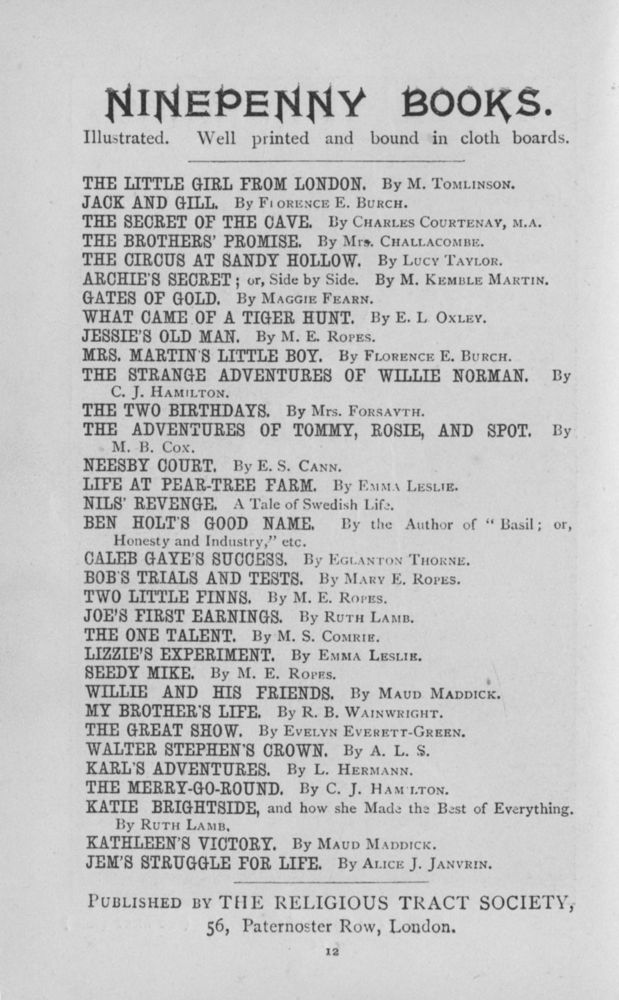 NINEPENNY BOOKS.
Illustrated. Well printed and bound in cloth boards.
THE LITTLE GIRL FROM LONDON. By M. TOMLINSON.
JACK AND GILL. By FLORENCE E. BURCH.
THE SECRET OF THE CAVE. By CHARLES COURTENAY, M.A.
THE BROTHERS' PROMISE. By Mrs. CHALLACOMBE.
THE CIRCUS AT SANDY HOLLOW. By LUCY TAYLOR.
ARCHIE'S SECRET; or, Side by Side. By M. KEMBLE MARTIN.
GATES OF GOLD. By MAGGIE FEARN.
WHAT CAME OF A TIGER HUNT. By E. L. OXLEY.
JESSIE'S OLD MAN. By M. E. ROPES.
MRS. MARTIN'S LITTLE BOY. By FLORENCE E. BURCH.
THE STRANGE ADVENTURES OF WILLIE NORMAN. By
C. J. HAMILTON.
THE TWO BIRTHDAYS. By Mrs. FORSAYTH.
THE ADVENTURES OF TOMMY, ROSIE, AND SPOT. By
M. B. COX.
NEESBY COURT. By E. S. CANN.
LIFE AT PEAR-TREE FARM. By EMMA LESLIE.
NILS' REVENGE. A Tale of Swedish Life.
BEN HOLT'S GOOD NAME. By the Author of "Basil; or,
Honesty and Industry," etc.
CALEB GAYE'S SUCCESS. By EGLANTON THORNE.
BOB'S TRIALS AND TESTS. By MARY E. ROPES.
TWO LITTLE FINNS. By M. E. ROPES.
JOE'S FIRST EARNINGS. By RUTH LAMB.
THE ONE TALENT. By M. S. COMRIE.
LIZZIE'S EXPERIMENT. By EMMA LESLIE.
SEEDY MIKE. By M. E. ROPES.
WILLIE AND HIS FRIENDS. By MAUD MADDICK.
MY BROTHER'S LIFE. By R. B. WAINWRIGHT.
THE GREAT SHOW. By EVELYN EVERETT-GREEN.
WALTER STEPHEN'S CROWN. By A. L. S.
KARL'S ADVENTURES. By L. HERMANN.
THE MERRY-GO-ROUND. By C. J. HAMILTON.
KATIE BRIGHTSIDE, and how she Made the Best of Everything.
By RUTH LAMB.
KATHLEEN'S VICTORY. By MAUD MADDICK.
JEM'S STRUGGLE FOR LIFE. By ALICE J. JANVRIN.
PUBLISHED BY THE RELIGIOUS TRACT SOCIETY,
56, Paternoster Row, London.
12